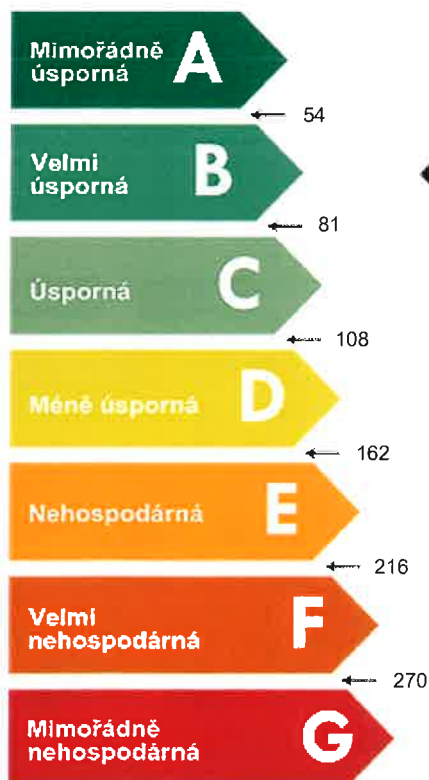 Mimořádně
úsporná
A
54
Velmi
úsporná
B
81
Úsporná
C
108
Méně úsporná
D
162
Nehospodárná
E
216
Velmi
nehospodárná
F
270
Mimořádně
nehospodárná
G